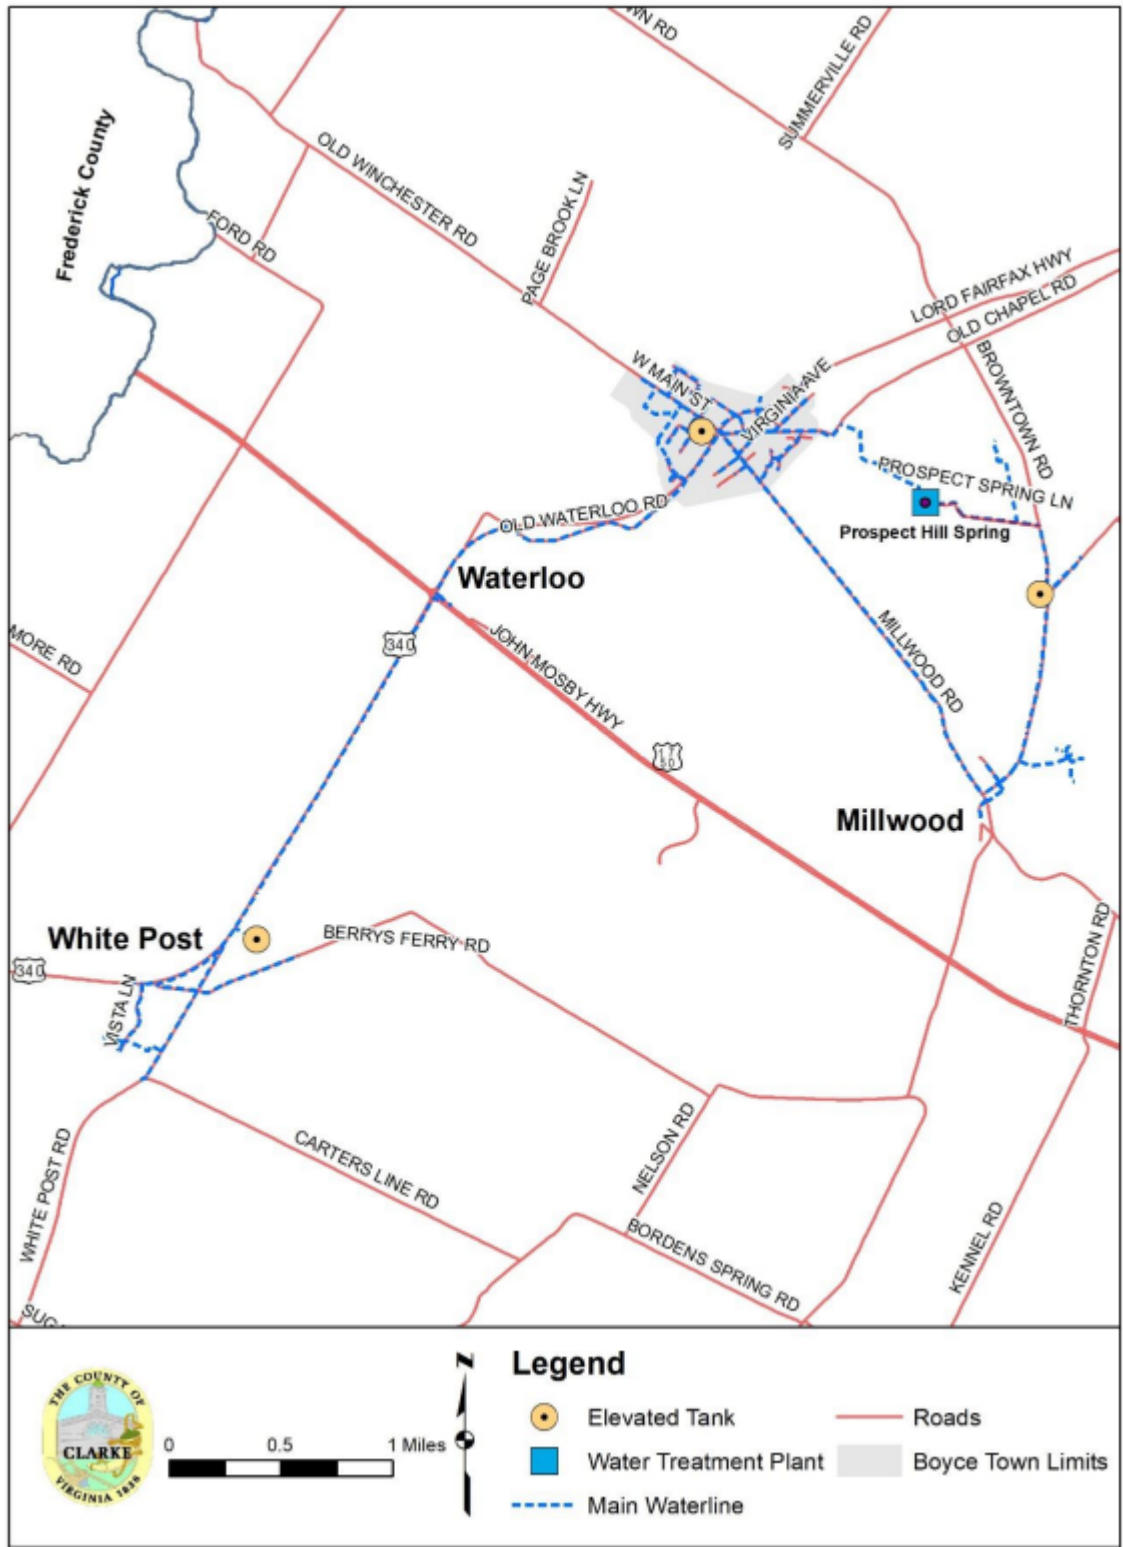 WN RD
SUMMERVILLE RD
Frederick County
OLD WINCHESTER RD
PAGE BROOK LN
FORD RD
LORD FAIRFAX HWY
OLD CHAPEL RD
W MAIN ST
VIRGINIA AVE
BROWNTOWN RD
PROSPECT SPRING LN
Prospect Hill Spring
OLD WATERLOO RD
Waterloo
340
MORE RD
JOHN MOSBY HWY
MILLWOOD RD
17
50
Millwood
White Post
BERRYS FERRY RD
340
VISTA LN
THORNTON RD
WHITE POST RD
CARTERS LINE RD
NELSON RD
BORDENS SPRING RD
KENNEL RD
SUG
THE COUNTY OF
CLARKE
VIRGINIA 1836
0 0.5 1 Miles
N
Legend
Elevated Tank
Roads
Water Treatment Plant
Boyce Town Limits
Main Waterline